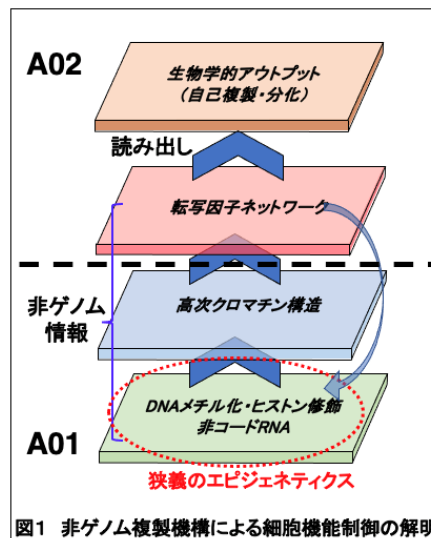 A02
生物学的アウトプット
(自己複製・分化)
読み出し
転写因子ネットワーク
非ゲノム
情報
高次クロマチン構造
DNAメチル化・ヒストン修飾
非コードRNA
A01
狭義のエピジェネティクス
図1 非ゲノム複製機構による細胞機能制御の解明